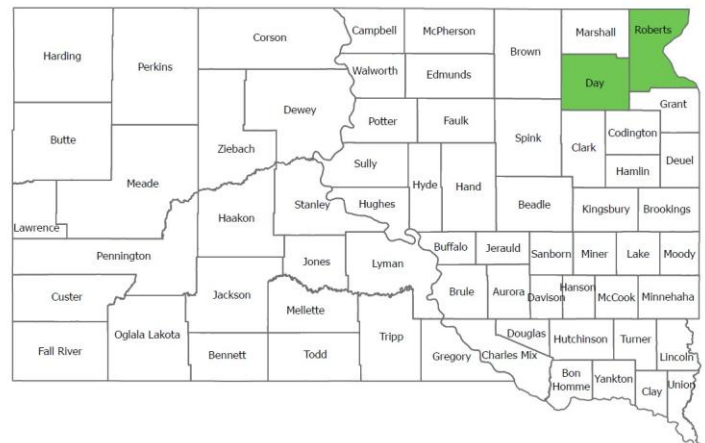 Harding
Perkins
Corson
Campbell
McPherson
Brown
Marshall
Roberts
Walworth
Edmunds
Day
Grant
Butte
Dewey
Potter
Faulk
Codington
Ziebach
Spink
Clark
Deuel
Meade
Sully
Hamlin
Hyde
Hand
Lawrence
Haakon
Stanley
Hughes
Beadle
Kingsbury
Brookings
Pennington
Buffalo
Jerauld
Sanborn
Miner
Lake
Moody
Jones
Lyman
Custer
Jackson
Mellette
Brule
Aurora
Davison
Hanson
McCook
Minnehaha
Oglala Lakota
Tripp
Douglas
Hutchinson
Turner
Fall River
Bennett
Todd
Gregory
Charles Mix
Lincoln
Bon
Homme
Yankton
Clay
Union